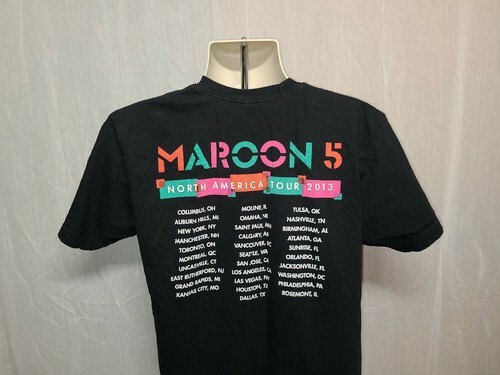 MAROON 5
NORTH AMERICA TOUR 2013
COLUMBUS, OH
AUBURN HILLS, MI
NEW YORK, NY
MANCHESTER, NH
TORONTO, ON
MONTREAL, QC
UNCASVILLE, CT
EAST RUTHERFORD, NJ
GRAND RAPIDS, MI
KANSAS CITY, MO
MOLINE, IL
OMAHA, NE
SAINT PAUL, MN
CALGARY, AB
VANCOUVER, BC
SEATTLE, WA
SAN JOSE, CA
LOS ANGELES, CA
LAS VEGAS, NV
HOUSTON, TX
DALLAS, TX
TULSA, OK
NASHVILLE, TN
BIRMINGHAM, AL
ATLANTA, GA
SUNRISE, FL
ORLANDO, FL
JACKSONVILLE, FL
WASHINGTON, DC
PHILADELPHIA, PA
ROSEMONT, IL